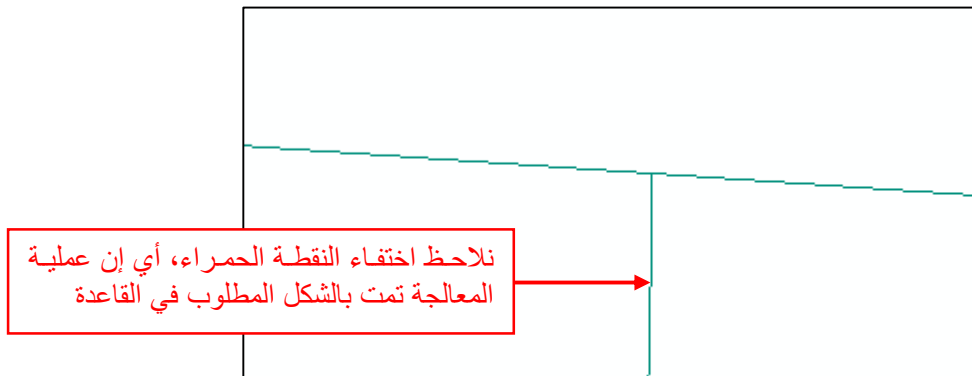 نلاحظ اختفاء النقطة الحمراء، أي إن عملية
المعالجة تمت بالشكل المطلوب في القاعدة